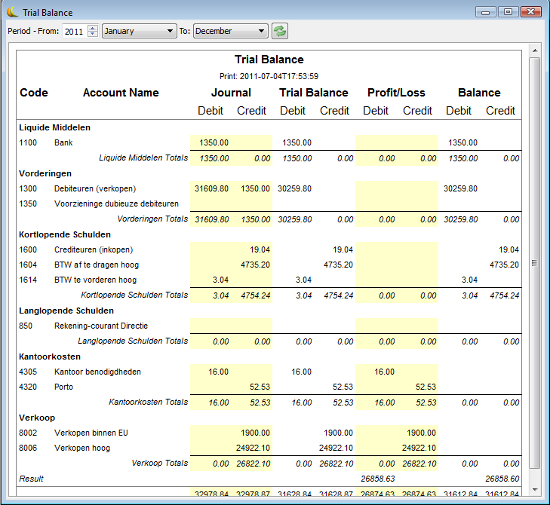 Trial Balance
Period - From: 2011 January To: December
Trial Balance
Print: 2011-07-04T17:53:59
Code Account Name Journal Trial Balance Profit/Loss Balance
Debit Credit Debit Credit Debit Credit Debit Credit
Liquide Middelen
1100 Bank 1350.00 1350.00 1350.00
Liquide Middelen Totals 1350.00 0.00 1350.00 0.00 0.00 0.00 1350.00 0.00
Vorderingen
1300 Debiteuren (verkopen) 31609.80 1350.00 30259.80 30259.80
1350 Voorzieninge dubieuze debiteuren
Vorderingen Totals 31609.80 1350.00 30259.80 0.00 0.00 0.00 30259.80 0.00
Kortlopende Schulden
1600 Crediteuren (inkopen) 19.04 19.04 19.04
1604 BTW af te dragen hoog 4735.20 4735.20 4735.20
1614 BTW te vorderen hoog 3.04 3.04 3.04
Kortlopende Schulden Totals 3.04 4754.24 3.04 4754.24 0.00 0.00 3.04 4754.24
Langlopende Schulden
850 Rekening-courant Directie
Langlopende Schulden Totals 0.00 0.00 0.00 0.00 0.00 0.00 0.00 0.00
Kantoorkosten
4305 Kantoor benodigdheden 16.00 16.00 16.00
4320 Porto 52.53 52.53 52.53
Kantoorkosten Totals 16.00 52.53 16.00 52.53 16.00 52.53 0.00 0.00
Verkoop
8002 Verkopen binnen EU 1900.00 1900.00 1900.00
8006 Verkopen hoog 24922.10 24922.10 24922.10
Verkoop Totals 0.00 26822.10 0.00 26822.10 0.00 26822.10 0.00 0.00
Result 26858.63 26858.60
32978.84 32978.87 31628.84 31628.87 26874.63 26874.63 31612.84 31612.84